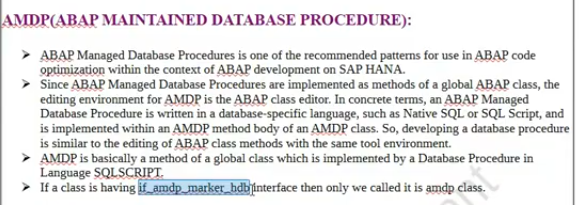 AMDP(ABAP MAINTAINED DATABASE PROCEDURE):
➢ ABAP Managed Database Procedures is one of the recommended patterns for use in ABAP code
optimization within the context of ABAP development on SAP HANA.
➢ Since ABAP Managed Database Procedures are implemented as methods of a global ABAP class, the
editing environment for AMDP is the ABAP class editor. In concrete terms, an ABAP Managed
Database Procedure is written in a database-specific language, such as Native SQL or SQL Script, and
is implemented within an AMDP method body of an AMDP class. So, developing a database procedure
is similar to the editing of ABAP class methods with the same tool environment.
➢ AMDP is basically a method of a global class which is implemented by a Database Procedure in
Language SQLSCRIPT.
➢ If a class is having if_amdp_marker_hdb interface then only we called it is amdp class.